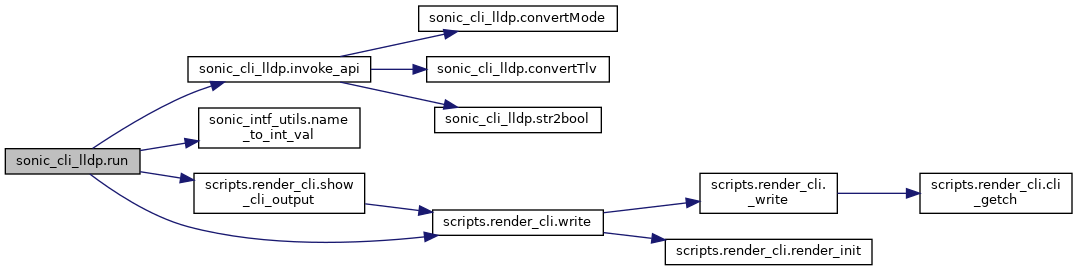 sonic_cli_lldp.run
sonic_cli_lldp.invoke_api
sonic_cli_lldp.convertMode
sonic_cli_lldp.convertTlv
sonic_cli_lldp.str2bool
sonic_intf_utils.name
_to_int_val
scripts.render_cli.show
_cli_output
scripts.render_cli.write
scripts.render_cli.
_write
scripts.render_cli.cli
_getch
scripts.render_cli.render_init